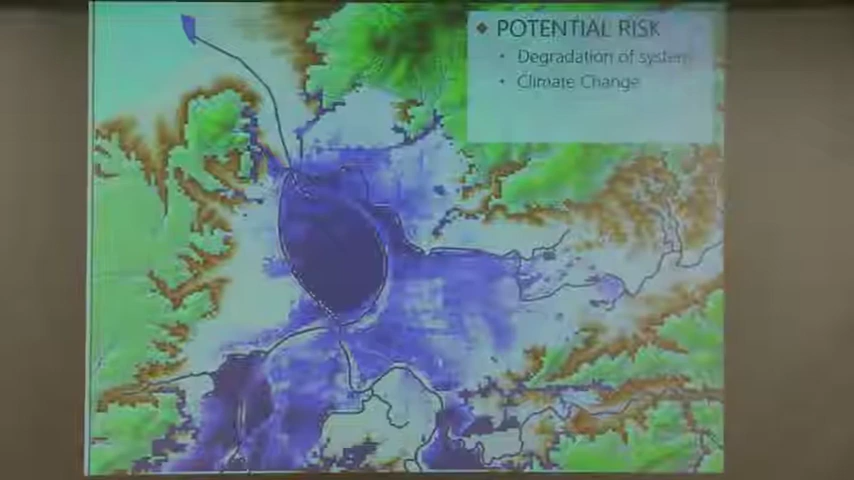 POTENTIAL RISK
Degradation of system
Climate Change